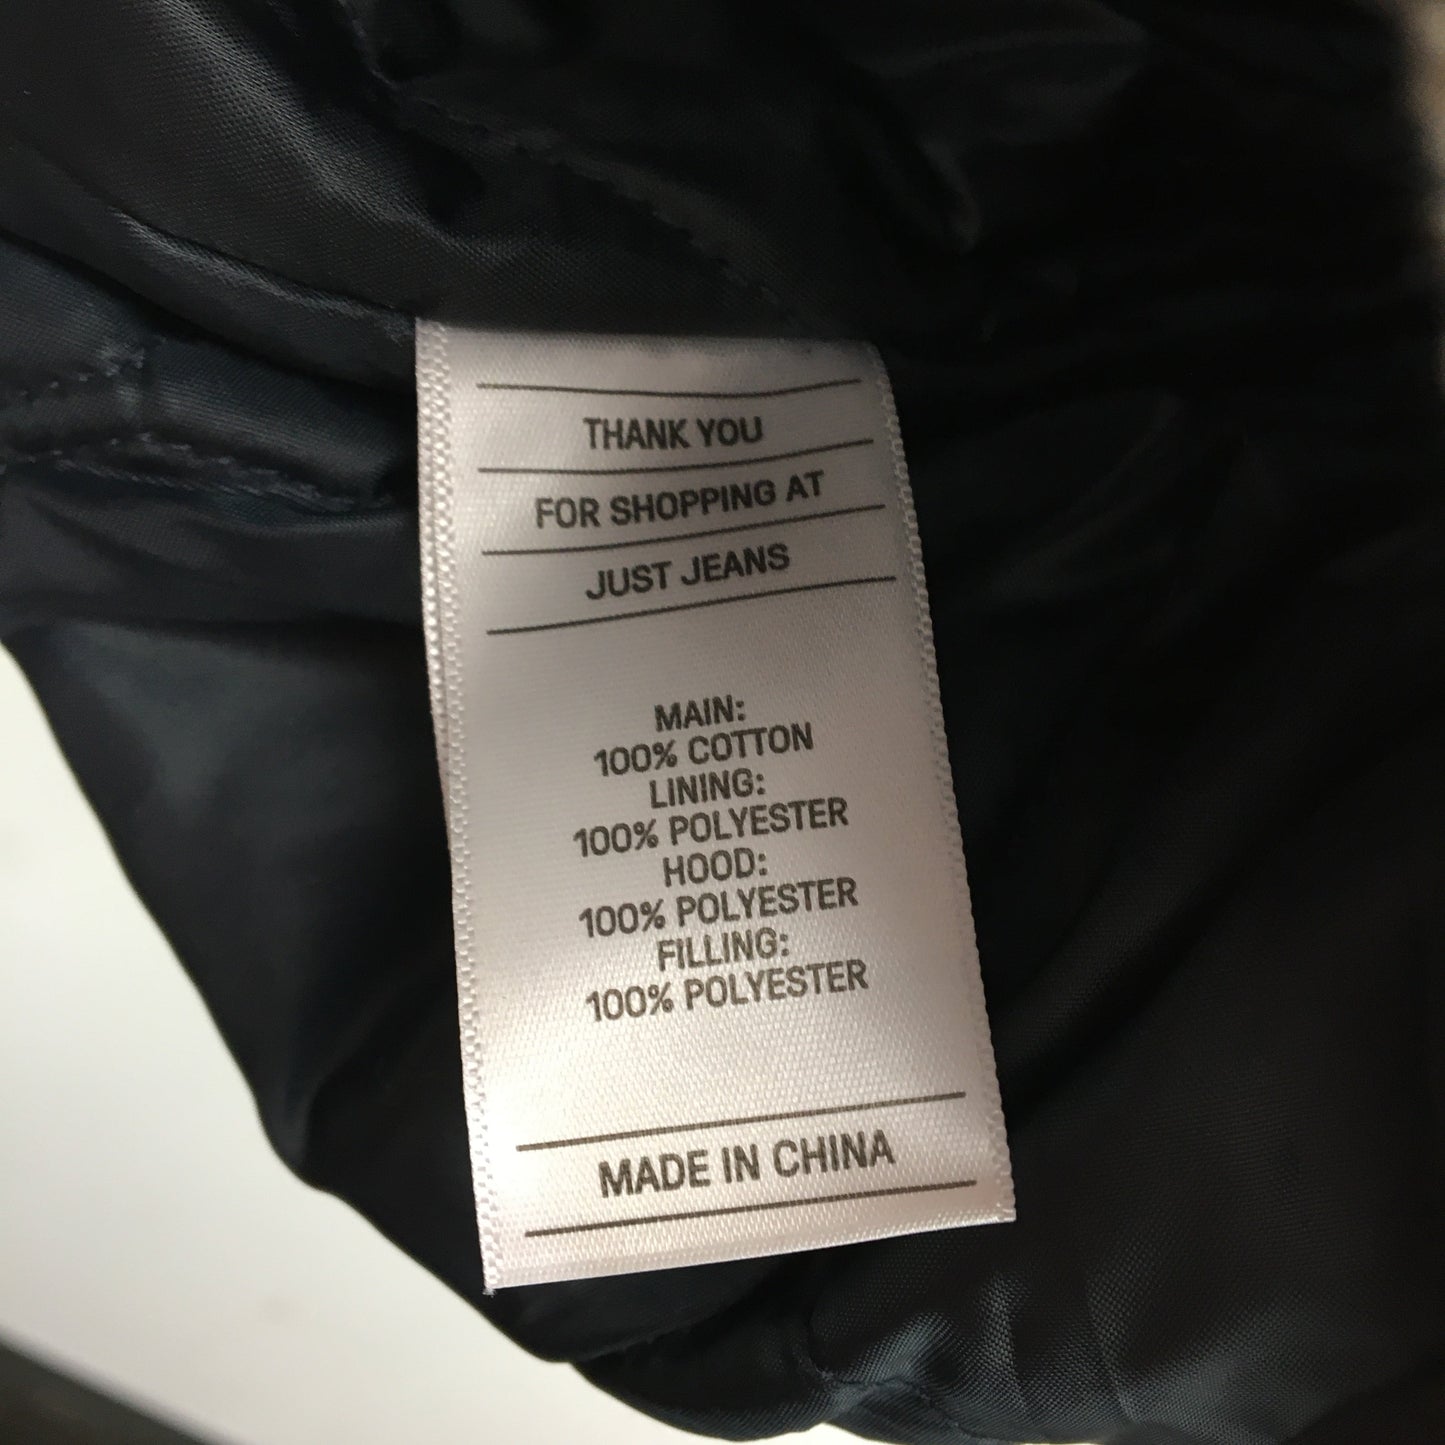 THANK YOU
FOR SHOPPING AT
JUST JEANS
MAIN:
100% COTTON
LINING:
100% POLYESTER
HOOD:
100% POLYESTER
FILLING:
100% POLYESTER
MADE IN CHINA